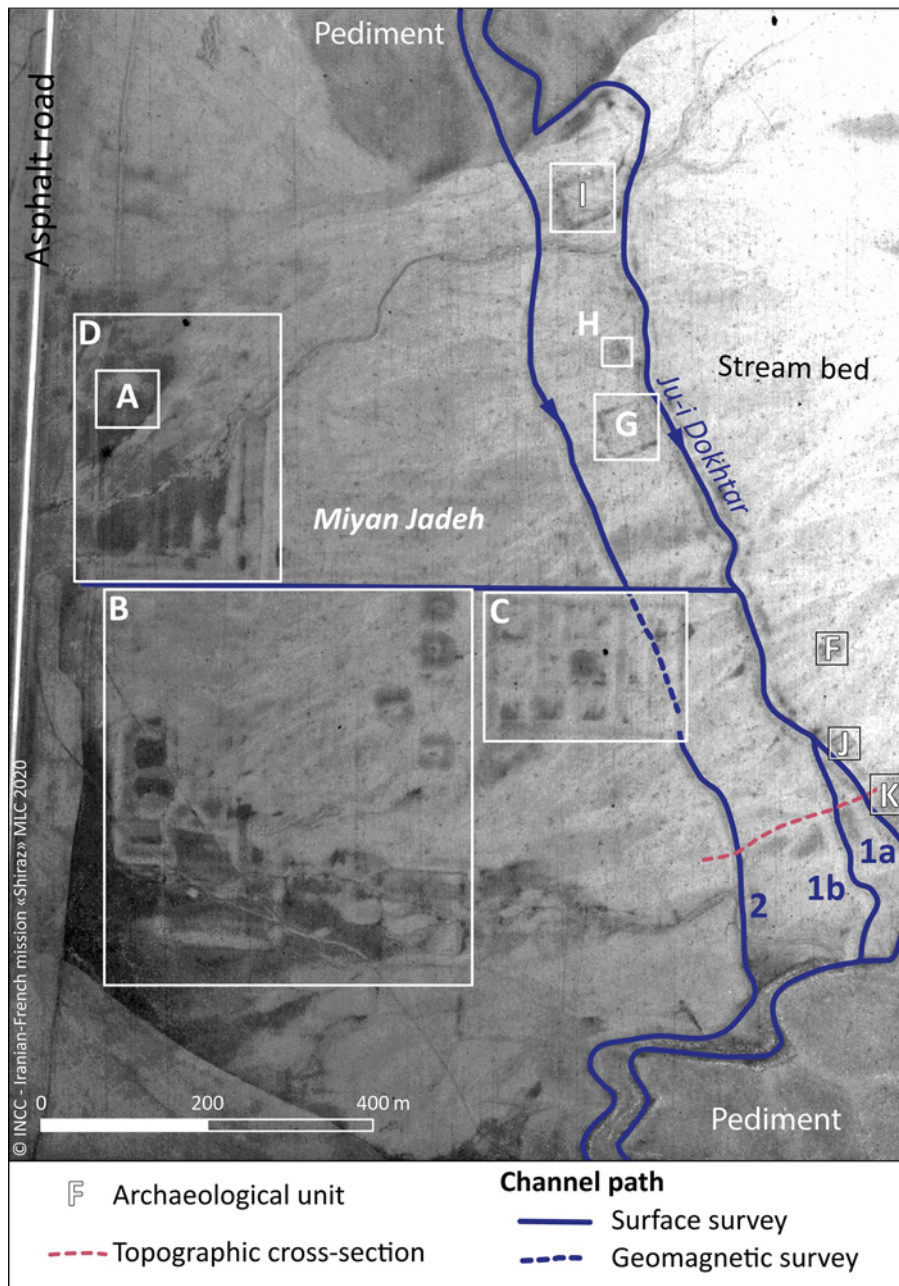 Pediment
Asphalt road
I
D
H
A
Stream bed
G
Ju-i Dokhtar
Miyan Jadeh
B
C
F
J
K
1a
1b
2
© INCC - Iranian-French mission «Shiraz» MLC 2020
0 200 400 m
Pediment
F Archaeological unit
Topographic cross-section
Channel path
Surface survey
Geomagnetic survey